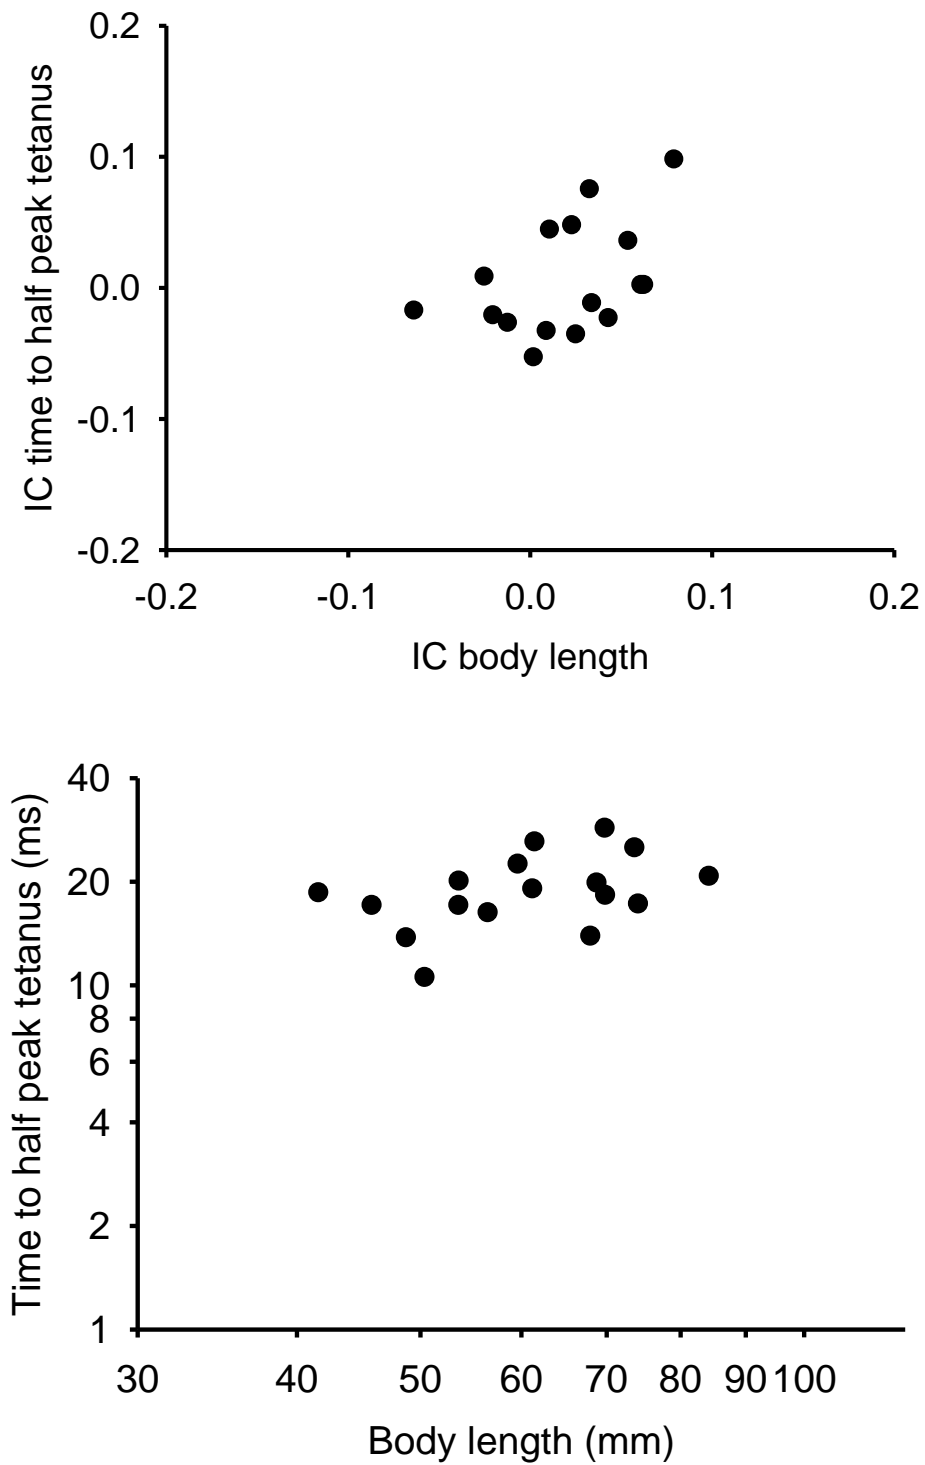 0.2
0.1
0.0
-0.1
-0.2
IC time to half peak tetanus
-0.2 -0.1 0.0 0.1 0.2
IC body length
40
20
10
8
6
4
2
1
Time to half peak tetanus (ms)
30 40 50 60 70 80 90 100
Body length (mm)